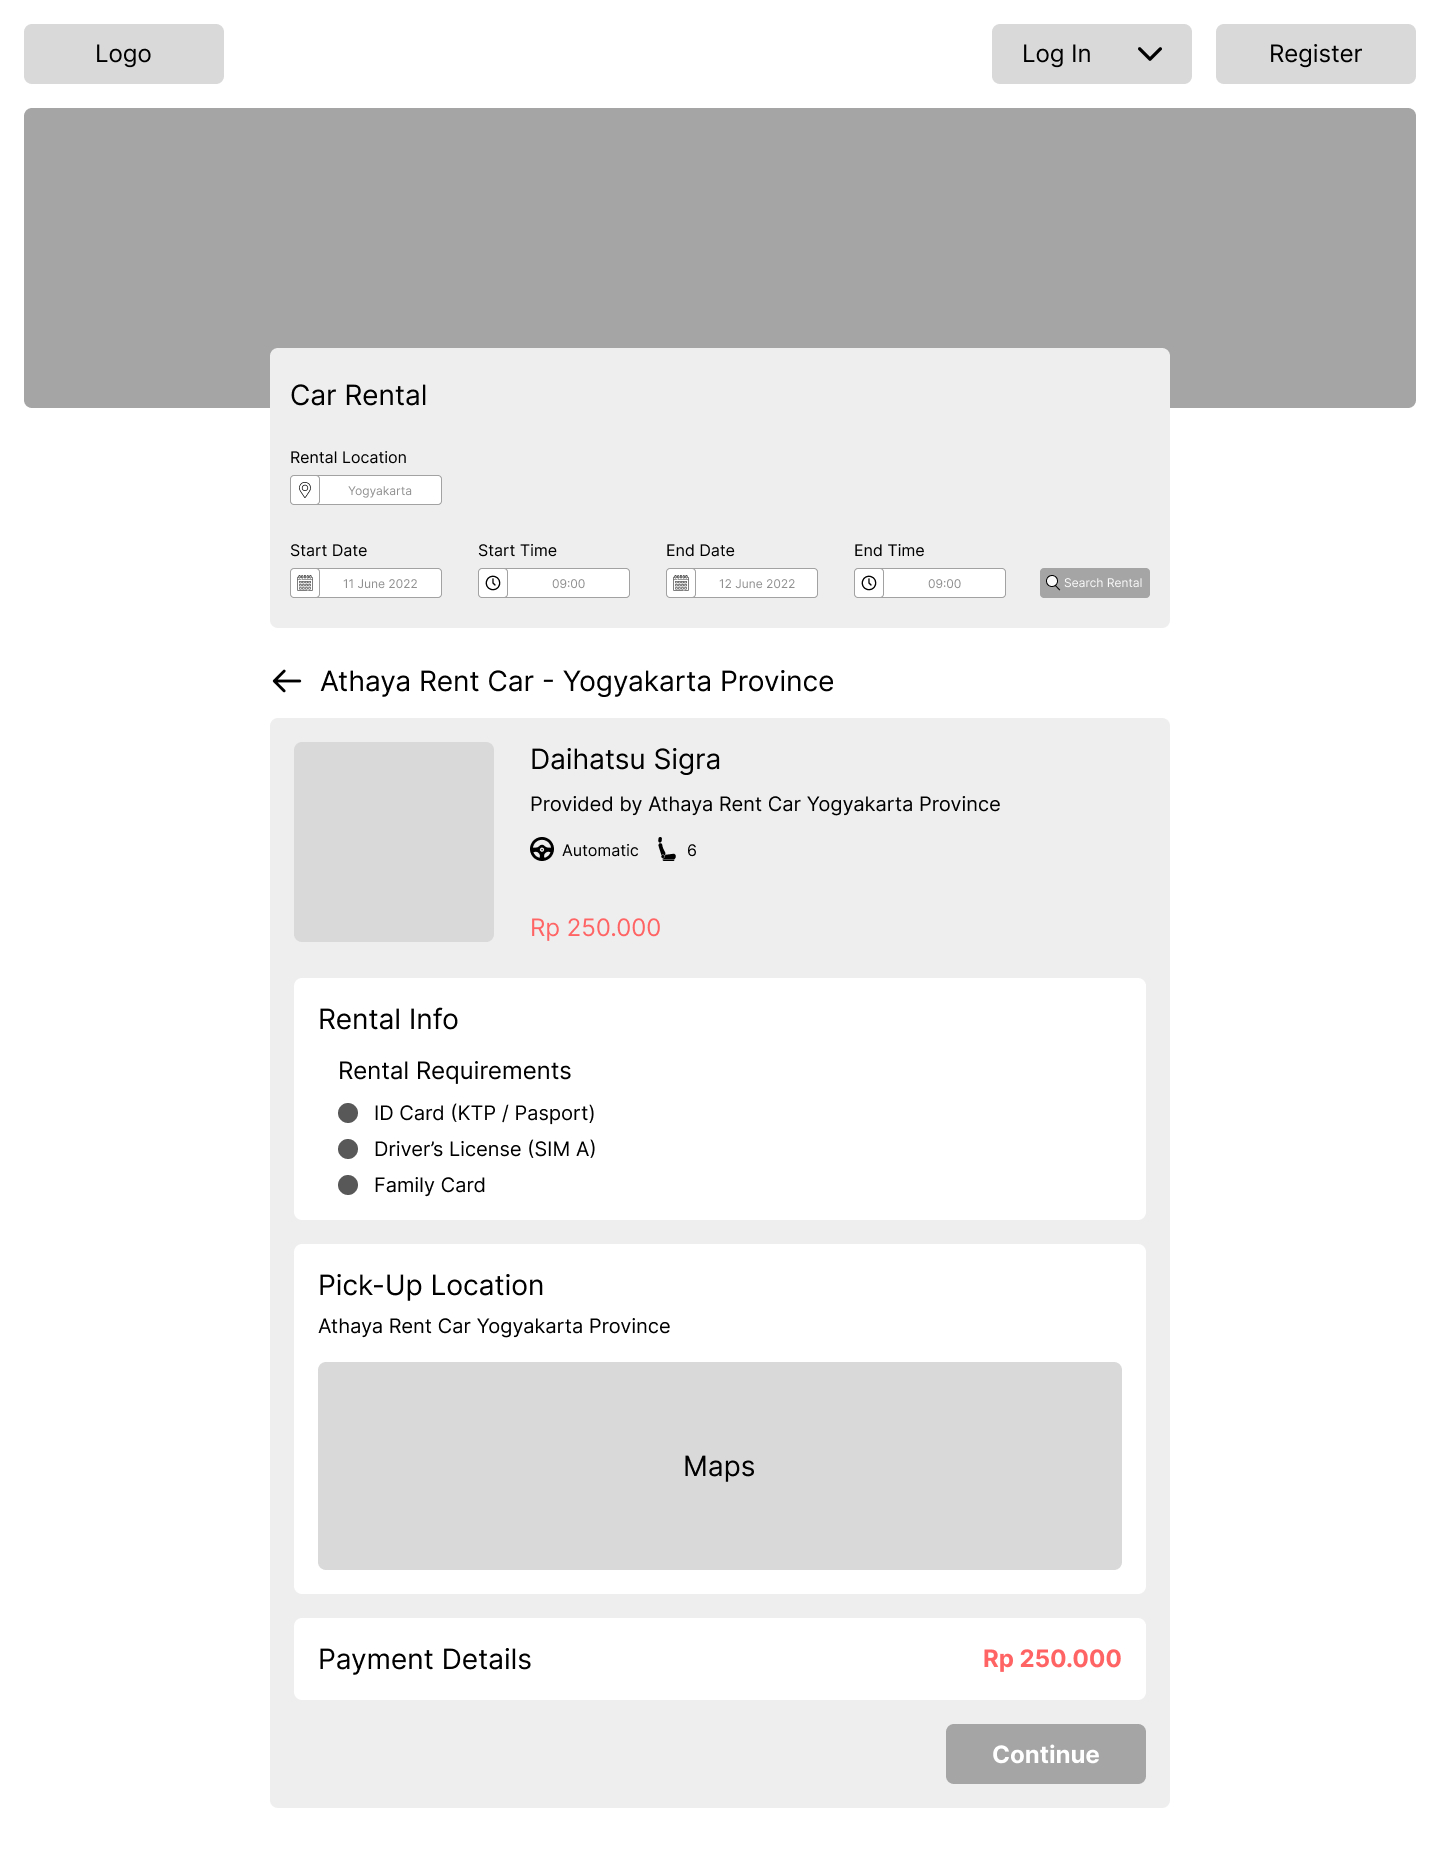 Logo
Log In
Register
Car Rental
Rental Location
Yogyakarta
Start Date
Start Time
End Date
End Time
11 June 2022
09:00
12 June 2022
09:00
Search Rental
Athaya Rent Car - Yogyakarta Province
Daihatsu Sigra
Provided by Athaya Rent Car Yogyakarta Province
Automatic
6
Rp 250.000
Rental Info
Rental Requirements
ID Card (KTP / Pasport)
Driver’s License (SIM A)
Family Card
Pick-Up Location
Athaya Rent Car Yogyakarta Province
Maps
Payment Details
Rp 250.000
Continue